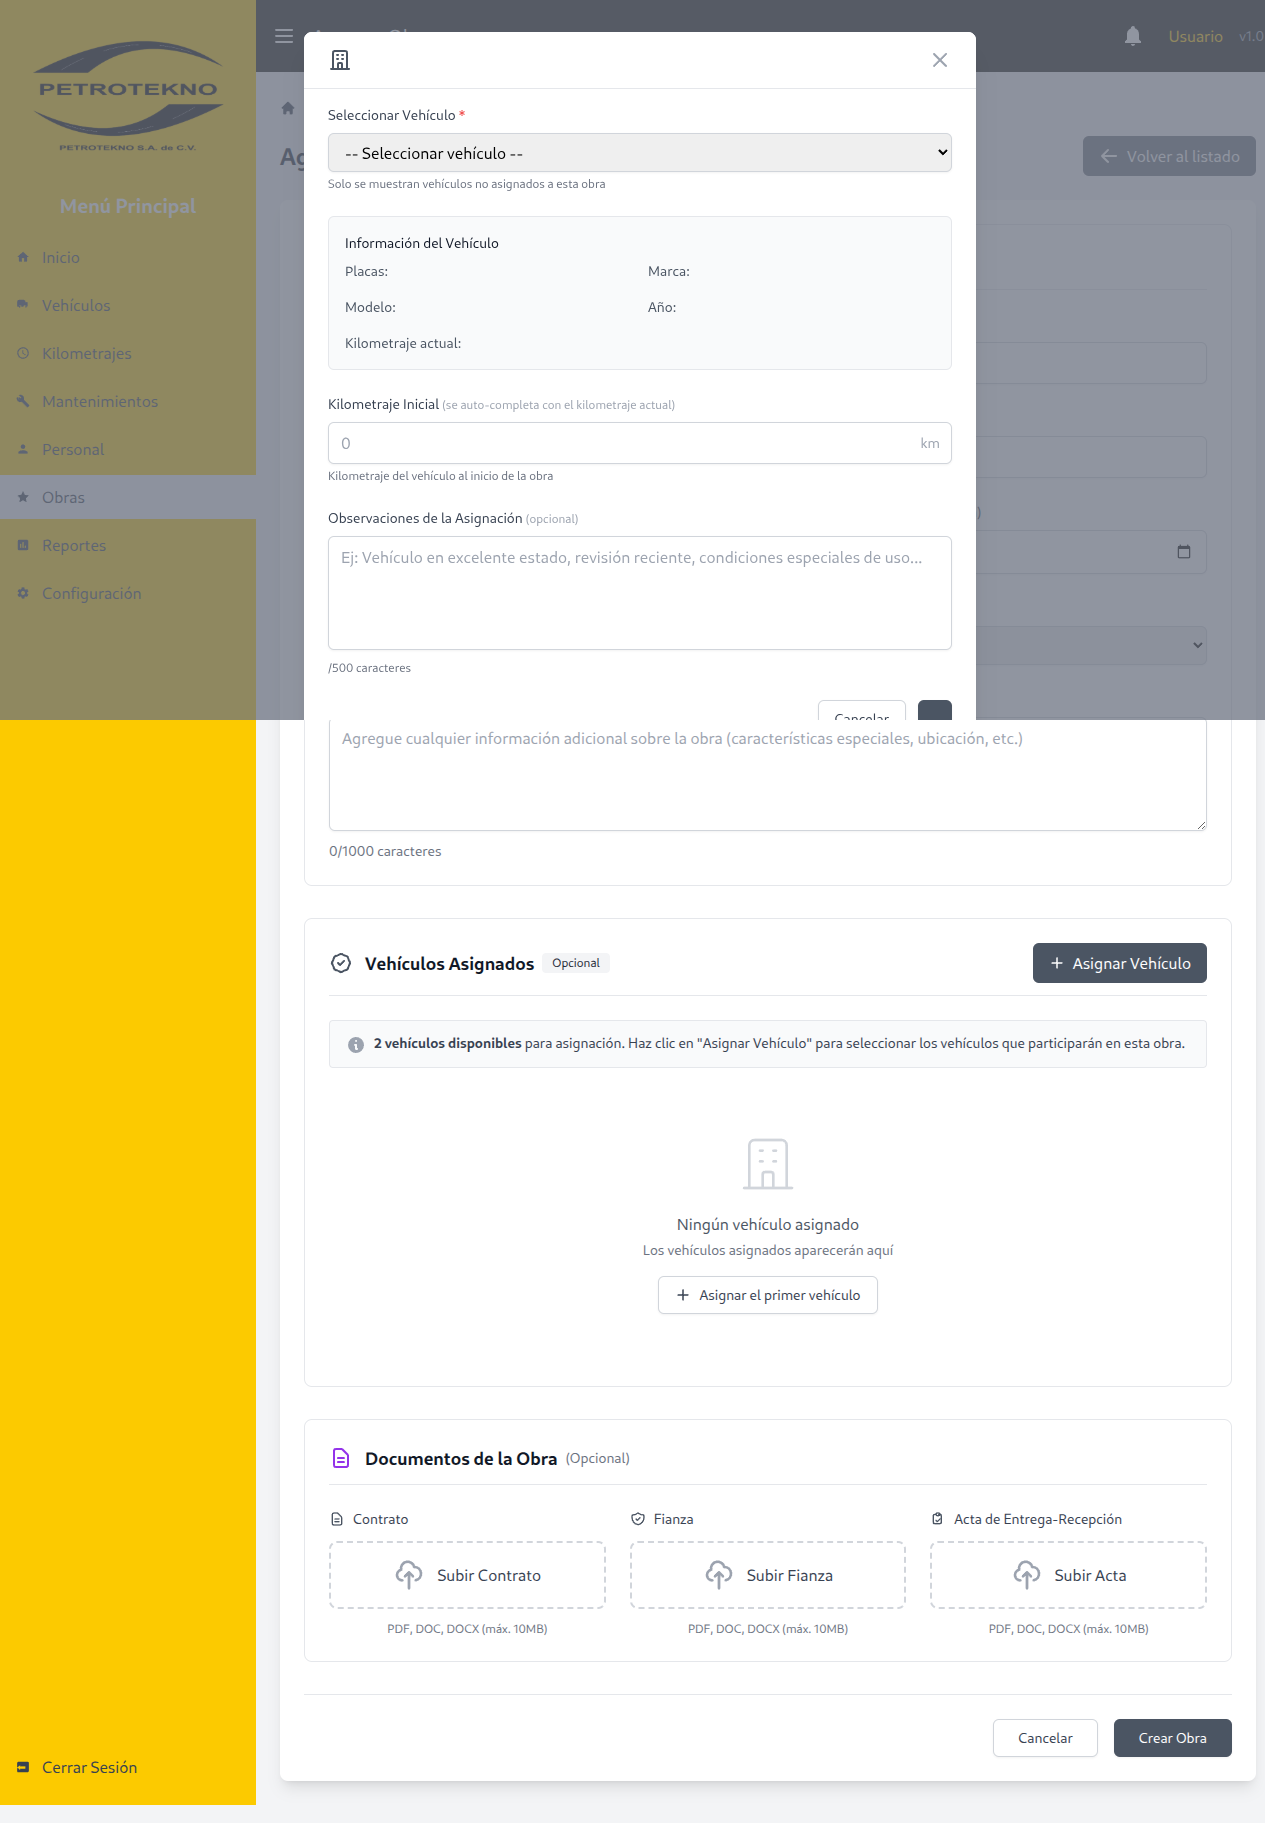 PETROTEKNO
PETROTEKNO S.A. de C.V.
Menú Principal
Inicio
Vehículos
Kilometrajes
Mantenimientos
Personal
Obras
Reportes
Configuración
Cerrar Sesión
Usuario
v1.0
Volver al listado
Seleccionar Vehículo *
-- Seleccionar vehículo --
Solo se muestran vehículos no asignados a esta obra
Información del Vehículo
Placas:
Marca:
Modelo:
Año:
Kilometraje actual:
Kilometraje Inicial (se auto-completa con el kilometraje actual)
0
km
Kilometraje del vehículo al inicio de la obra
Observaciones de la Asignación (opcional)
Ej: Vehículo en excelente estado, revisión reciente, condiciones especiales de uso...
/500 caracteres
Cancelar
Agregue cualquier información adicional sobre la obra (características especiales, ubicación, etc.)
0/1000 caracteres
Vehículos Asignados
Opcional
Asignar Vehículo
2 vehículos disponibles para asignación. Haz clic en "Asignar Vehículo" para seleccionar los vehículos que participarán en esta obra.
Ningún vehículo asignado
Los vehículos asignados aparecerán aquí
Asignar el primer vehículo
Documentos de la Obra (Opcional)
Contrato
Fianza
Acta de Entrega-Recepción
Subir Contrato
Subir Fianza
Subir Acta
PDF, DOC, DOCX (máx. 10MB)
PDF, DOC, DOCX (máx. 10MB)
PDF, DOC, DOCX (máx. 10MB)
Cancelar
Crear Obra